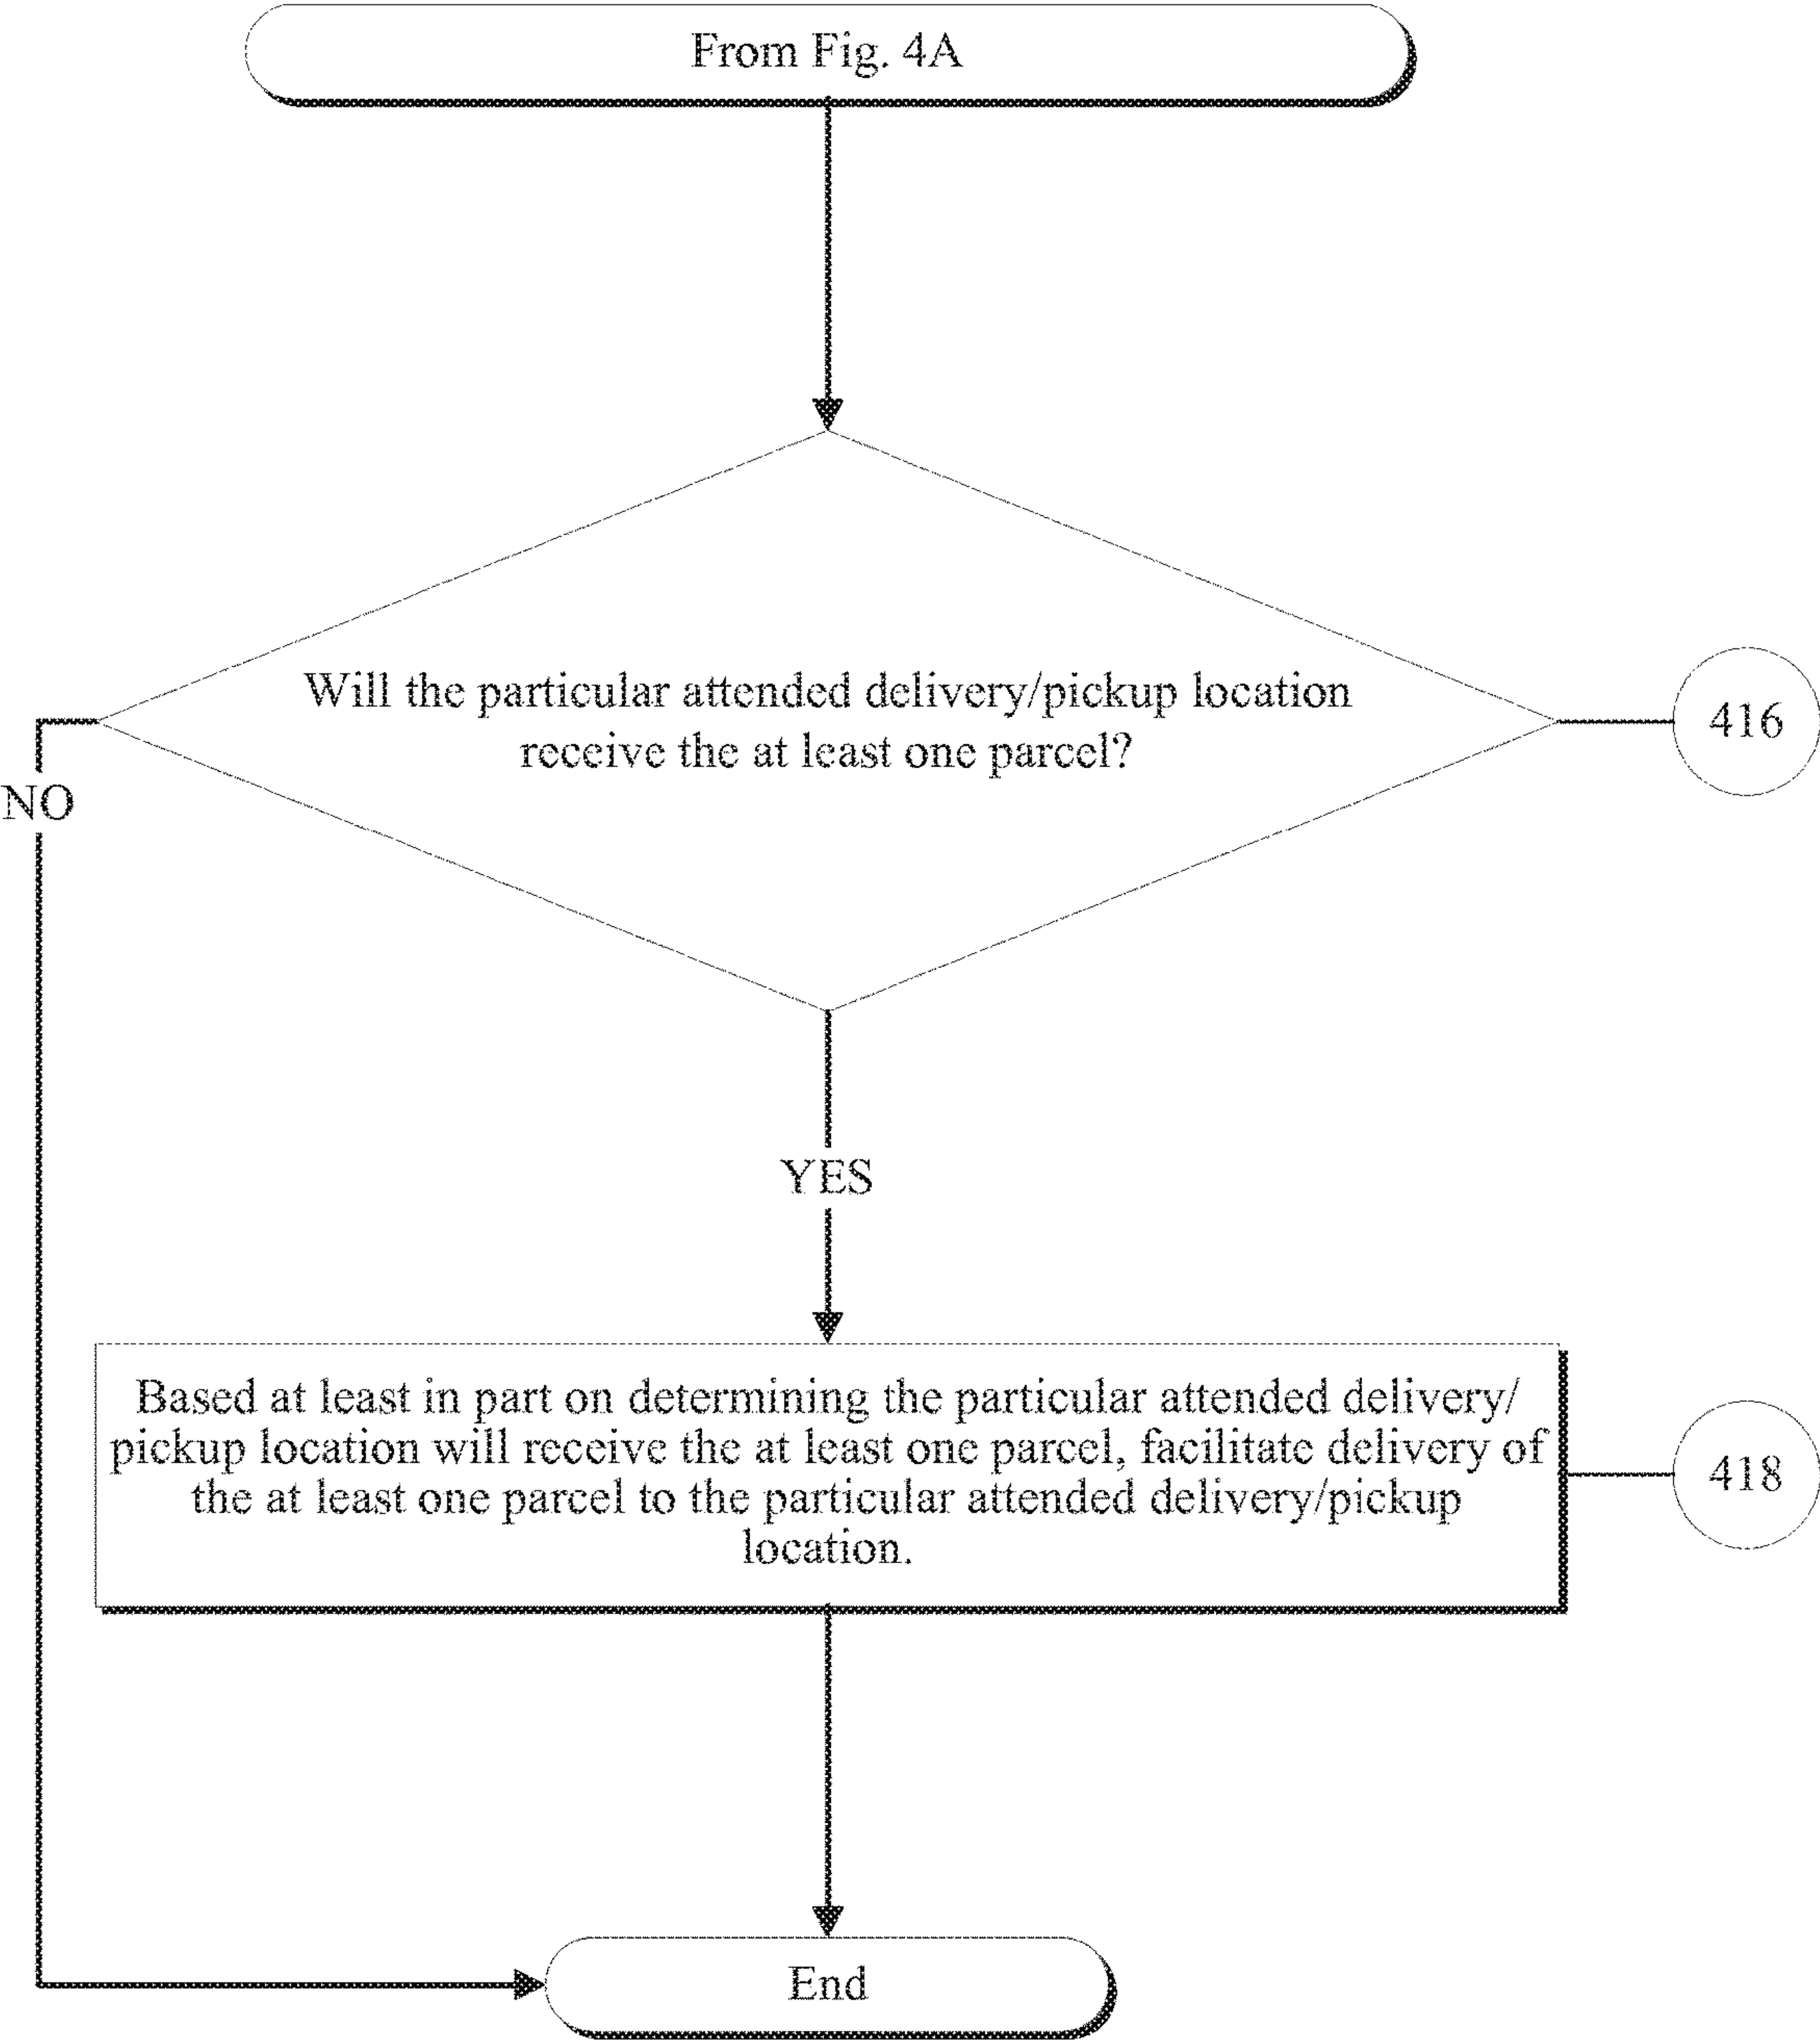 From Fig. 4A
Will the particular attended delivery/pickup location
receive the at least one parcel?
416
NO
YES
Based at least in part on determining the particular attended delivery/
pickup location will receive the at least one parcel, facilitate delivery of
the at least one parcel to the particular attended delivery/pickup
location.
418
End